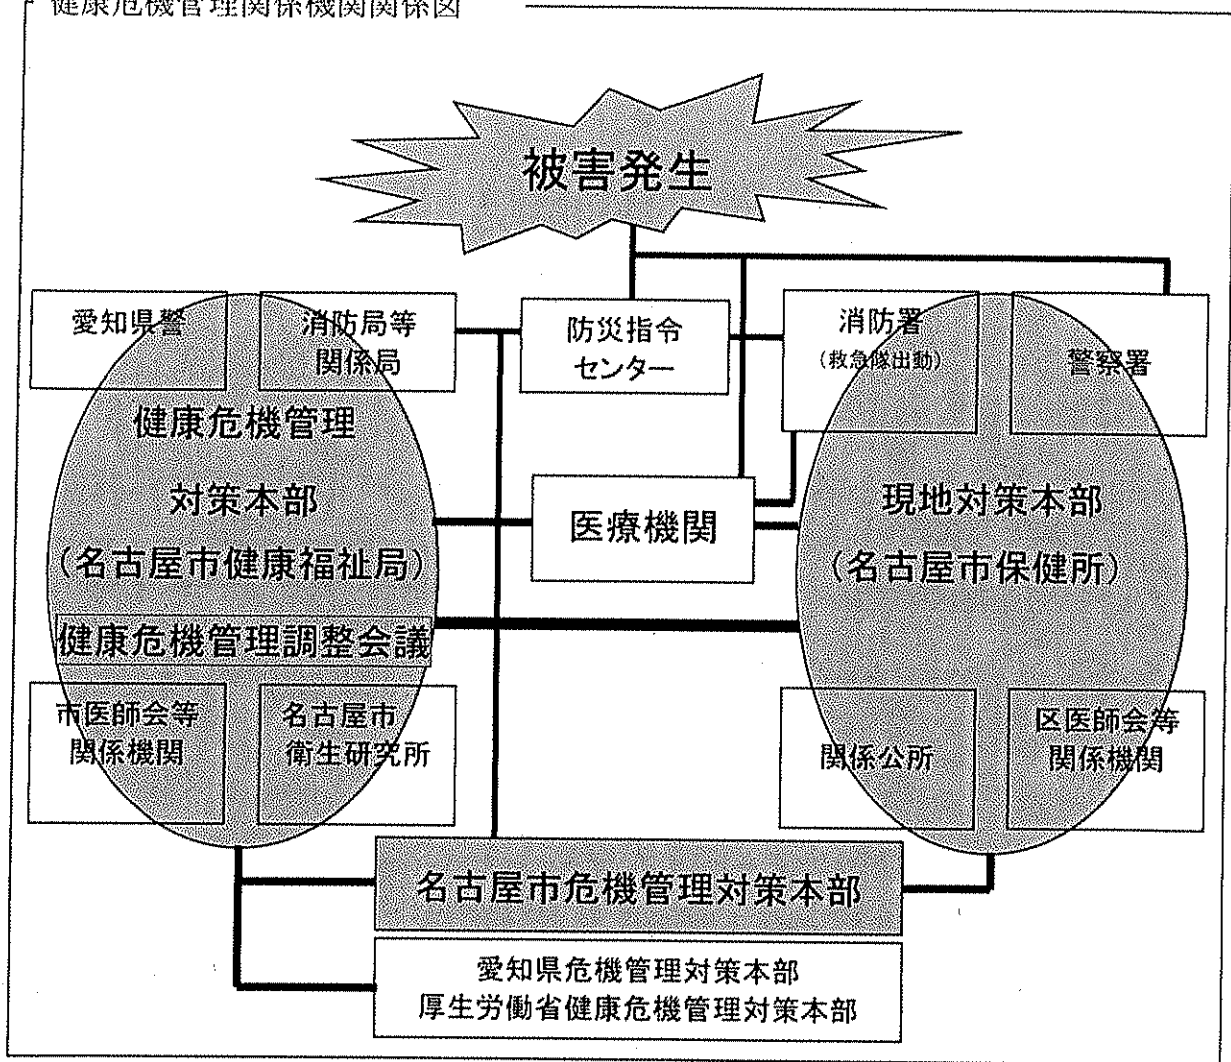 健康危機管理関係機関関係図
被害発生
愛知県警
消防局等
関係局
防災指令
センター
消防署
(救急隊出動)
警察署
健康危機管理
対策本部
(名古屋市健康福祉局)
健康危機管理調整会議
医療機関
現地対策本部
(名古屋市保健所)
市医師会等
関係機関
名古屋市
衛生研究所
関係公所
区医師会等
関係機関
名古屋市危機管理対策本部
愛知県危機管理対策本部
厚生労働省健康危機管理対策本部